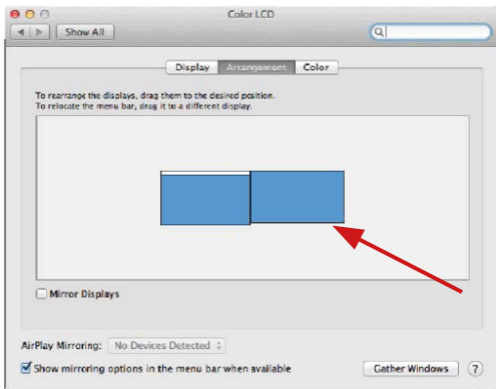 Color LCD
Show All
Display Arrangement Color
To rearrange the displays, drag them to the desired position.
To relocate the menu bar, drag it to a different display.
Mirror Displays
AirPlay Mirroring: No Devices Detected
Show mirroring options in the menu bar when available
Gather Windows ?